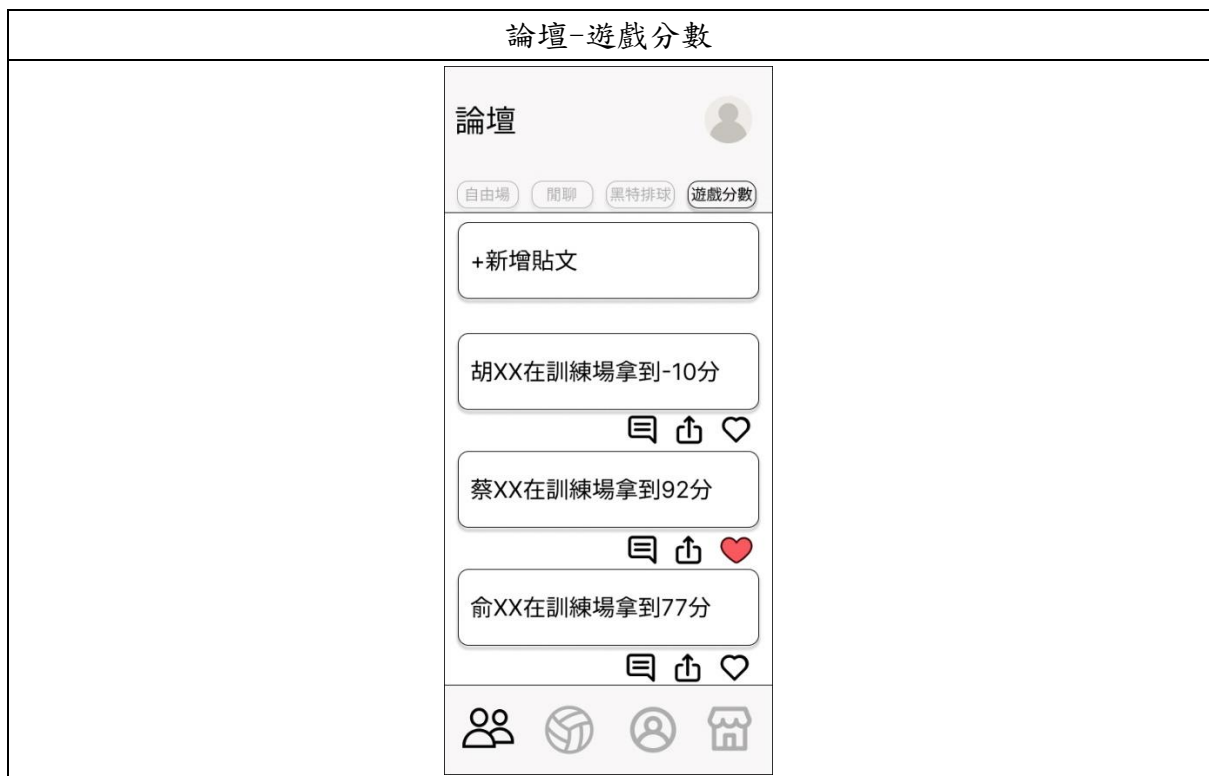 論壇-遊戲分數
論壇
自由場 閒聊 黑特排球 遊戲分數
+新增貼文
胡XX在訓練場拿到-10分
蔡XX在訓練場拿到92分
俞XX在訓練場拿到77分